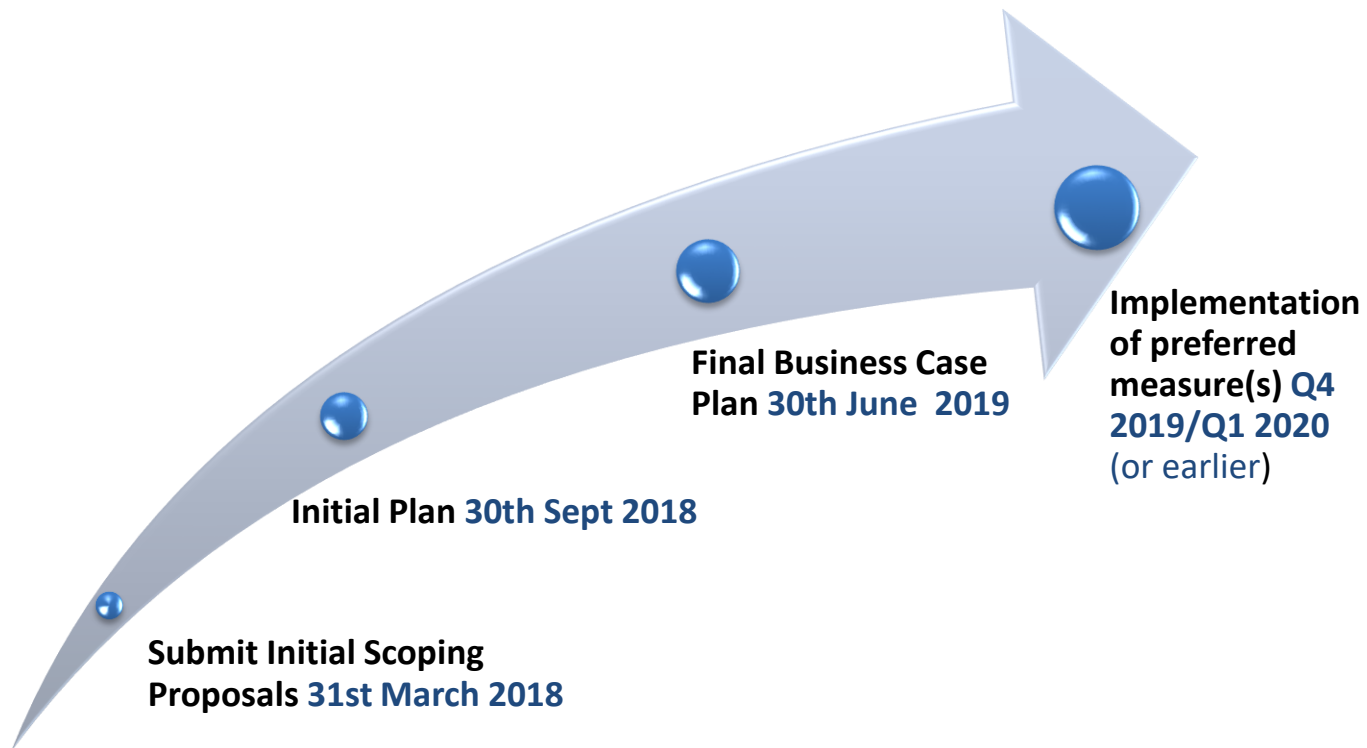 Submit Initial Scoping
Proposals 31st March 2018
Initial Plan 30th Sept 2018
Final Business Case
Plan 30th June  2019
Implementation
of preferred
measure(s) Q4
2019/Q1 2020
(or earlier)